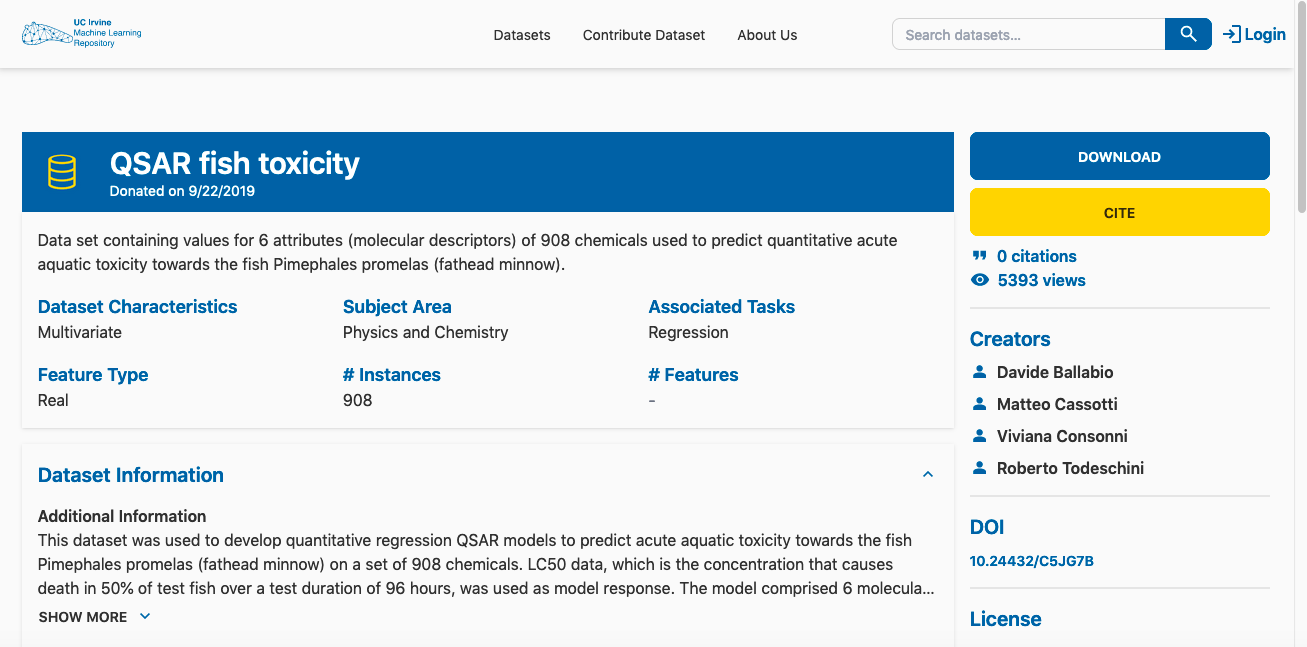 UC Irvine
Machine Learning
Repository
Datasets
Contribute Dataset
About Us
Search datasets...
Login
QSAR fish toxicity
Donated on 9/22/2019
Data set containing values for 6 attributes (molecular descriptors) of 908 chemicals used to predict quantitative acute
aquatic toxicity towards the fish Pimephales promelas (fathead minnow).
Dataset Characteristics
Multivariate
Subject Area
Physics and Chemistry
Associated Tasks
Regression
Feature Type
Real
# Instances
908
# Features
-
Dataset Information
Additional Information
This dataset was used to develop quantitative regression QSAR models to predict acute aquatic toxicity towards the fish
Pimephales promelas (fathead minnow) on a set of 908 chemicals. LC50 data, which is the concentration that causes
death in 50% of test fish over a test duration of 96 hours, was used as model response. The model comprised 6 molecula...
SHOW MORE
DOWNLOAD
CITE
0 citations
5393 views
Creators
Davide Ballabio
Matteo Cassotti
Viviana Consonni
Roberto Todeschini
DOI
10.24432/C5JG7B
License